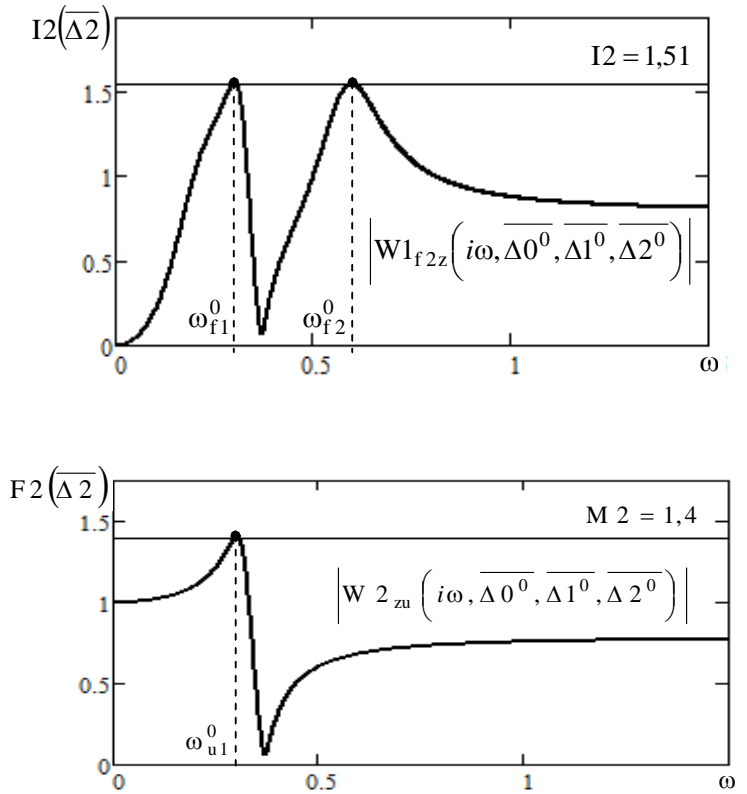 I2(Δ2)
I2 = 1,51
1.5
1
|W1f2z(iω, Δ0⁰, Δ1⁰, Δ2⁰)|
0.5
ω⁰f1 ω⁰f2
0
0 0.5 1 ω
F2(Δ2)
1.5
M2 = 1,4
|W2zu(iω, Δ0⁰, Δ1⁰, Δ2⁰)|
1
0.5
ω⁰u1
0
0 0.5 1 ω